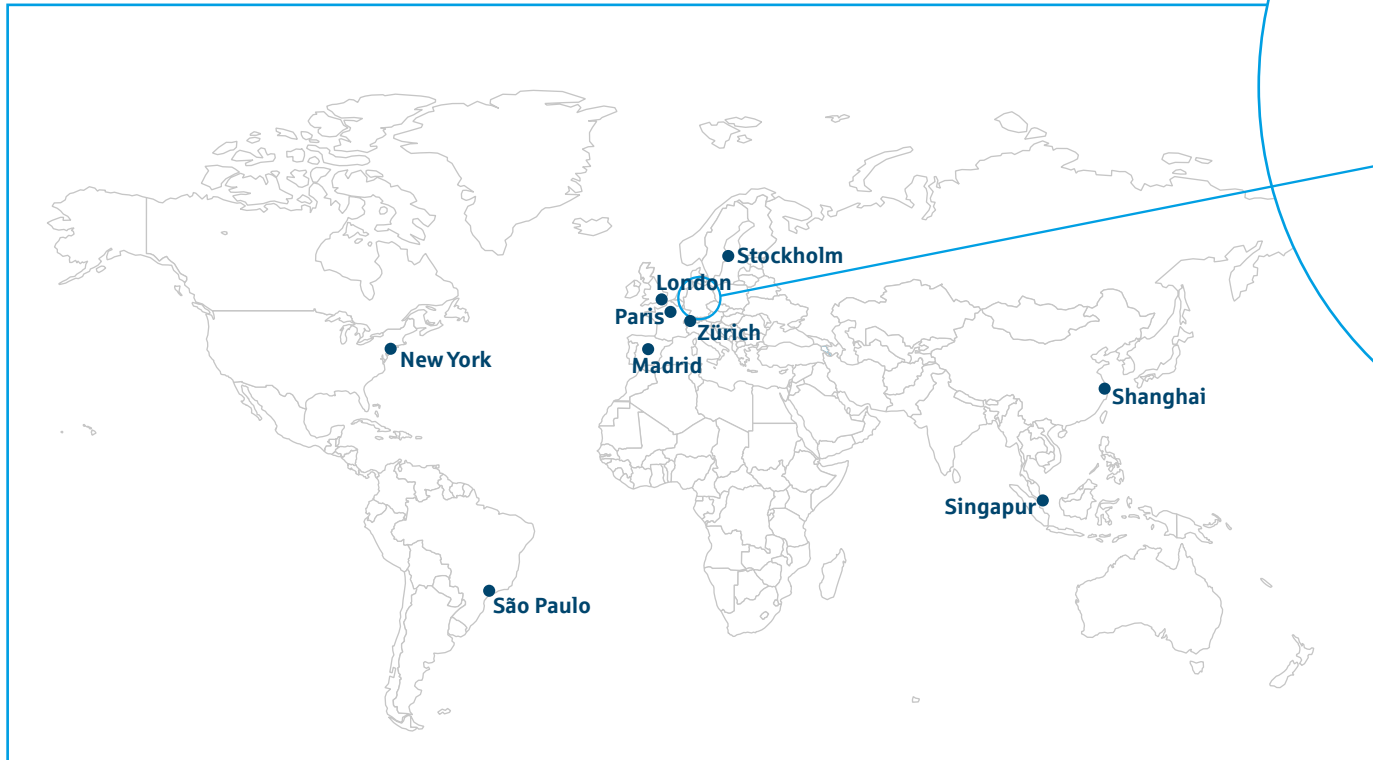 Stockholm
London
Paris
Zürich
New York
Madrid
Shanghai
Singapur
São Paulo